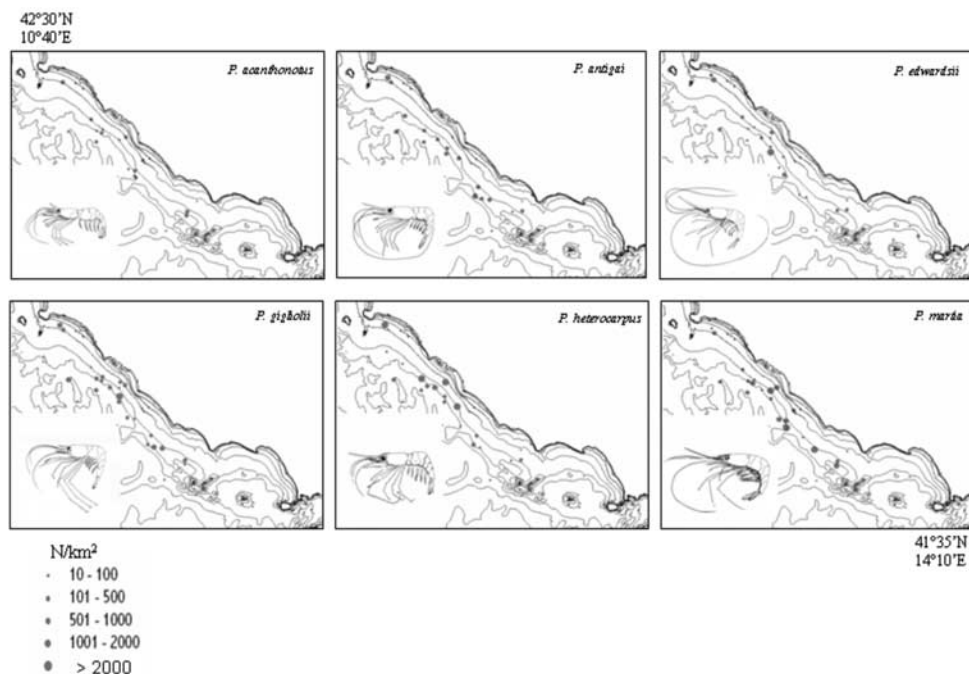 42°30'N
10°40'E
P. acanthonotus
P. antigai
P. edwardsii
P. gigliolii
P. heterocarpus
P. martia
41°35'N
14°10'E
N/km²
10 - 100
101 - 500
501 - 1000
1001 - 2000
> 2000